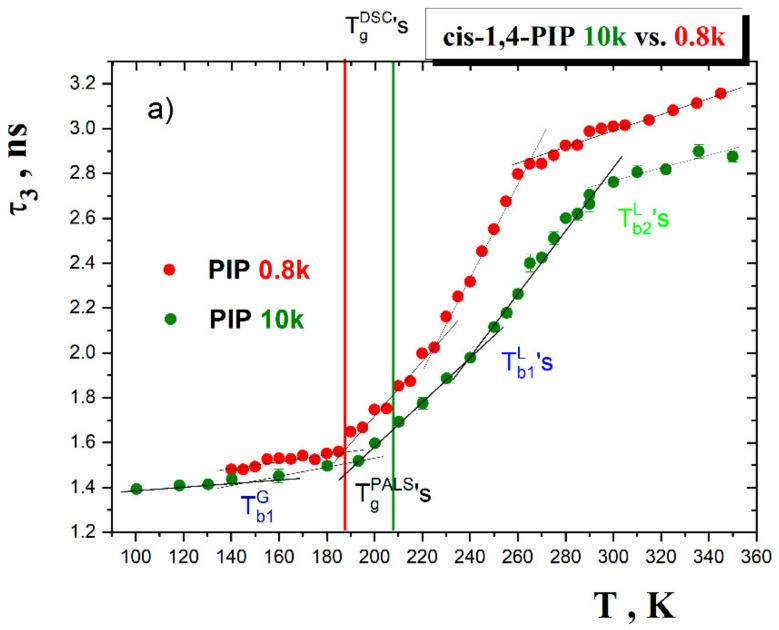 T_g^DSC's
cis-1,4-PIP 10k vs. 0.8k
a)
τ₃ , ns
3.2
3.0
2.8
2.6
2.4
2.2
2.0
1.8
1.6
1.4
1.2
PIP 0.8k
PIP 10k
T_b2^L's
T_b1^L's
T_b1^G
T_g^PALS's
100 120 140 160 180 200 220 240 260 280 300 320 340 360
T , K